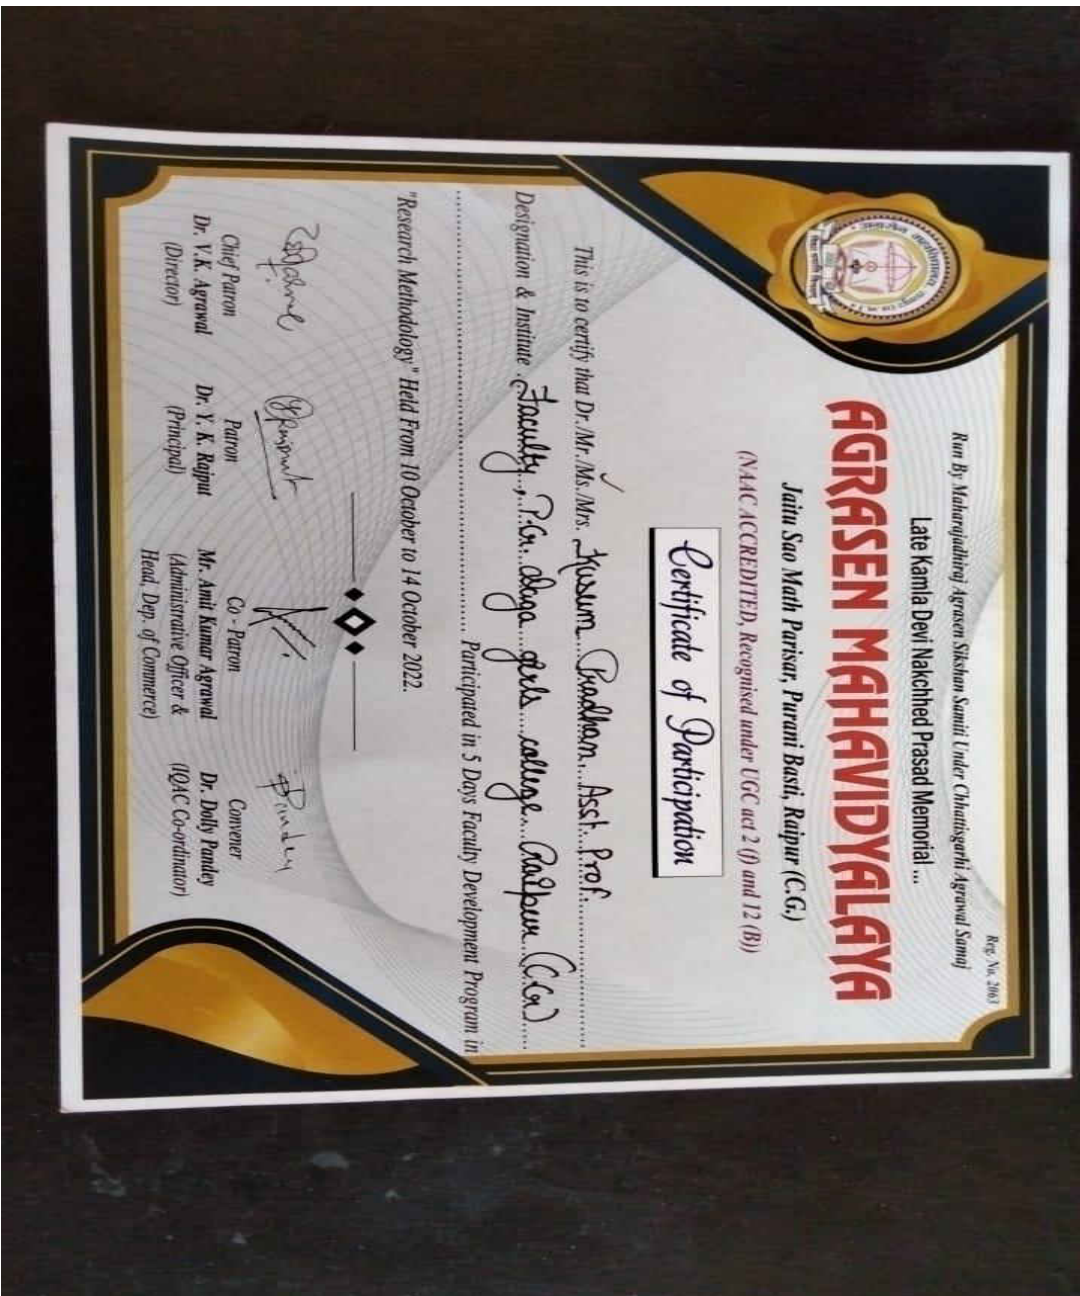 Reg. No. 2063
Run By Maharajadhiraj Agrasen Sikshan Samiti Under Chhattisgarhi Agrawal Samaj
Late Kamla Devi Nakchhed Prasad Memorial ...
AGRASEN MAHAVIDYALAYA
Jaitu Sao Math Parisar, Purani Basti, Raipur (C.G.)
(NAAC ACCREDITED, Recognised under UGC act 2 (f) and 12 (B))
Certificate of Participation
This is to certify that Dr./Mr./Ms./Mrs. Kusum Pradhan Asst. Prof.
Designation & Institute Faculty, P.G. daga girls college Raipur (C.G.)
Participated in 5 Days Faculty Development Program in
"Research Methodology" Held From 10 October to 14 October 2022.
Pandey
Chief Patron Patron Co - Patron Convener
Dr. V.K. Agrawal Dr. Y. K. Rajput Mr. Amit Kumar Agrawal Dr. Dolly Pandey
(Director) (Principal) (Administrative Officer & (IQAC Co-ordinator)
Head, Dep. of Commerce)